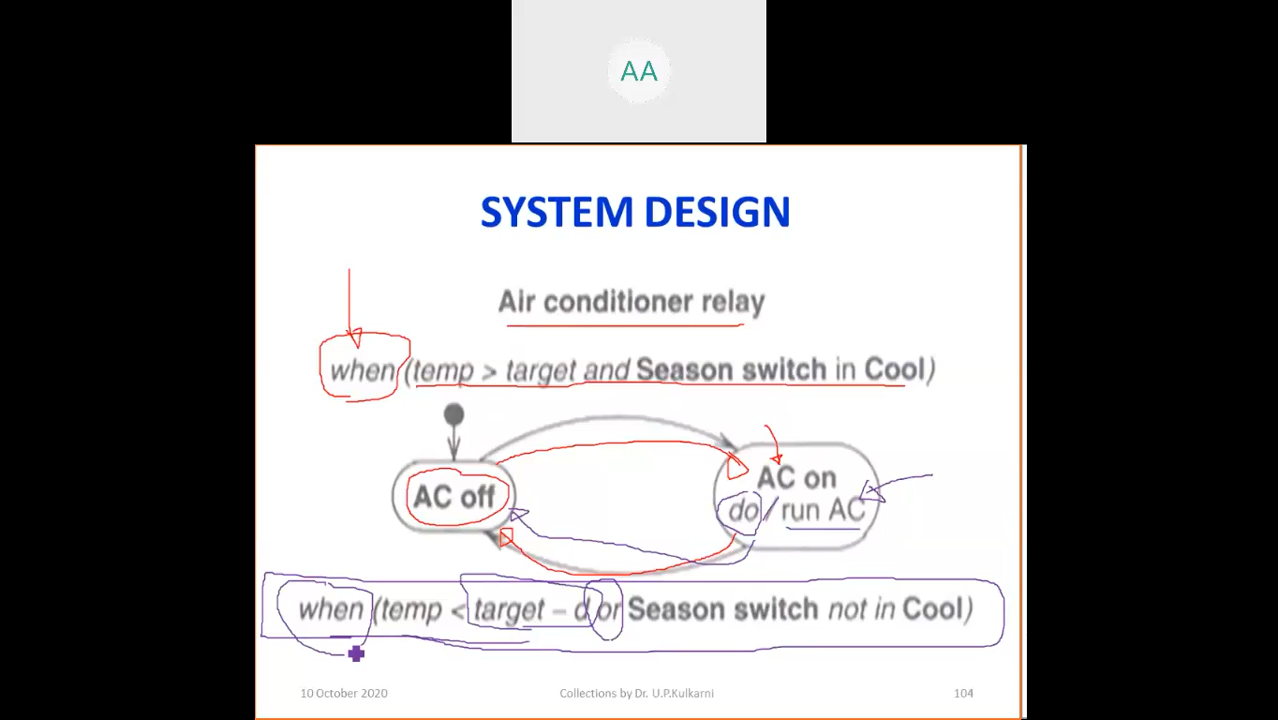 AA
SYSTEM DESIGN
Air conditioner relay
when (temp > target and Season switch in Cool)
AC off
AC on
do / run AC
when (temp < target – d or Season switch not in Cool)
10 October 2020
Collections by Dr. U.P.Kulkarni
104